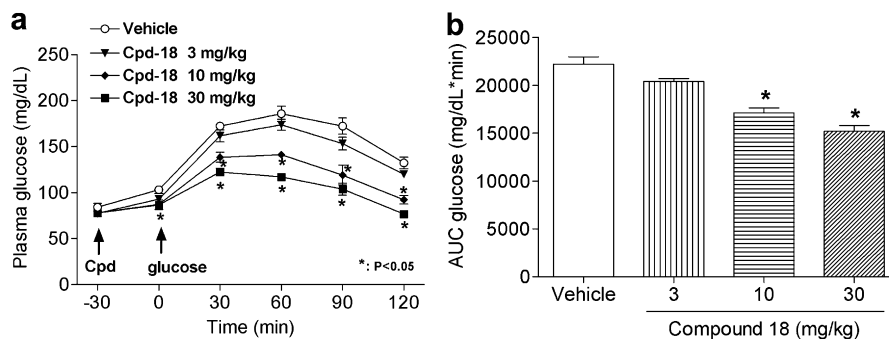 a
Vehicle
Cpd-18 3 mg/kg
Cpd-18 10 mg/kg
Cpd-18 30 mg/kg
Plasma glucose (mg/dL)
250
200
150
100
50
0
* *
* * * *
* * * *
Cpd
glucose
*: P<0.05
-30 0 30 60 90 120
Time (min)
b
AUC glucose (mg/dL*min)
25000
20000
15000
10000
5000
0
*
*
Vehicle 3 10 30
Compound 18 (mg/kg)